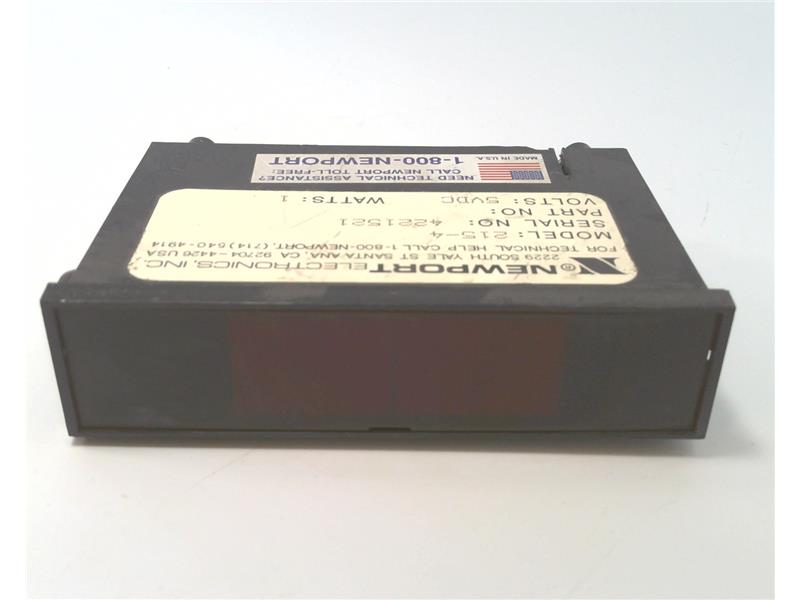 NEWPORT ELECTRONICS, INC.
2229 SOUTH YALE ST SANTA ANA, CA 92704-4426 USA
FOR TECHNICAL HELP CALL 1-800-NEWPORT, (714) 540-4914
MODEL: 215-4
SERIAL NO: 4221521
PART NO:
VOLTS: 5VDC WATTS: 1
NEED TECHNICAL ASSISTANCE?
CALL NEWPORT TOLL-FREE:
1-800-NEWPORT
MADE IN U.S.A.